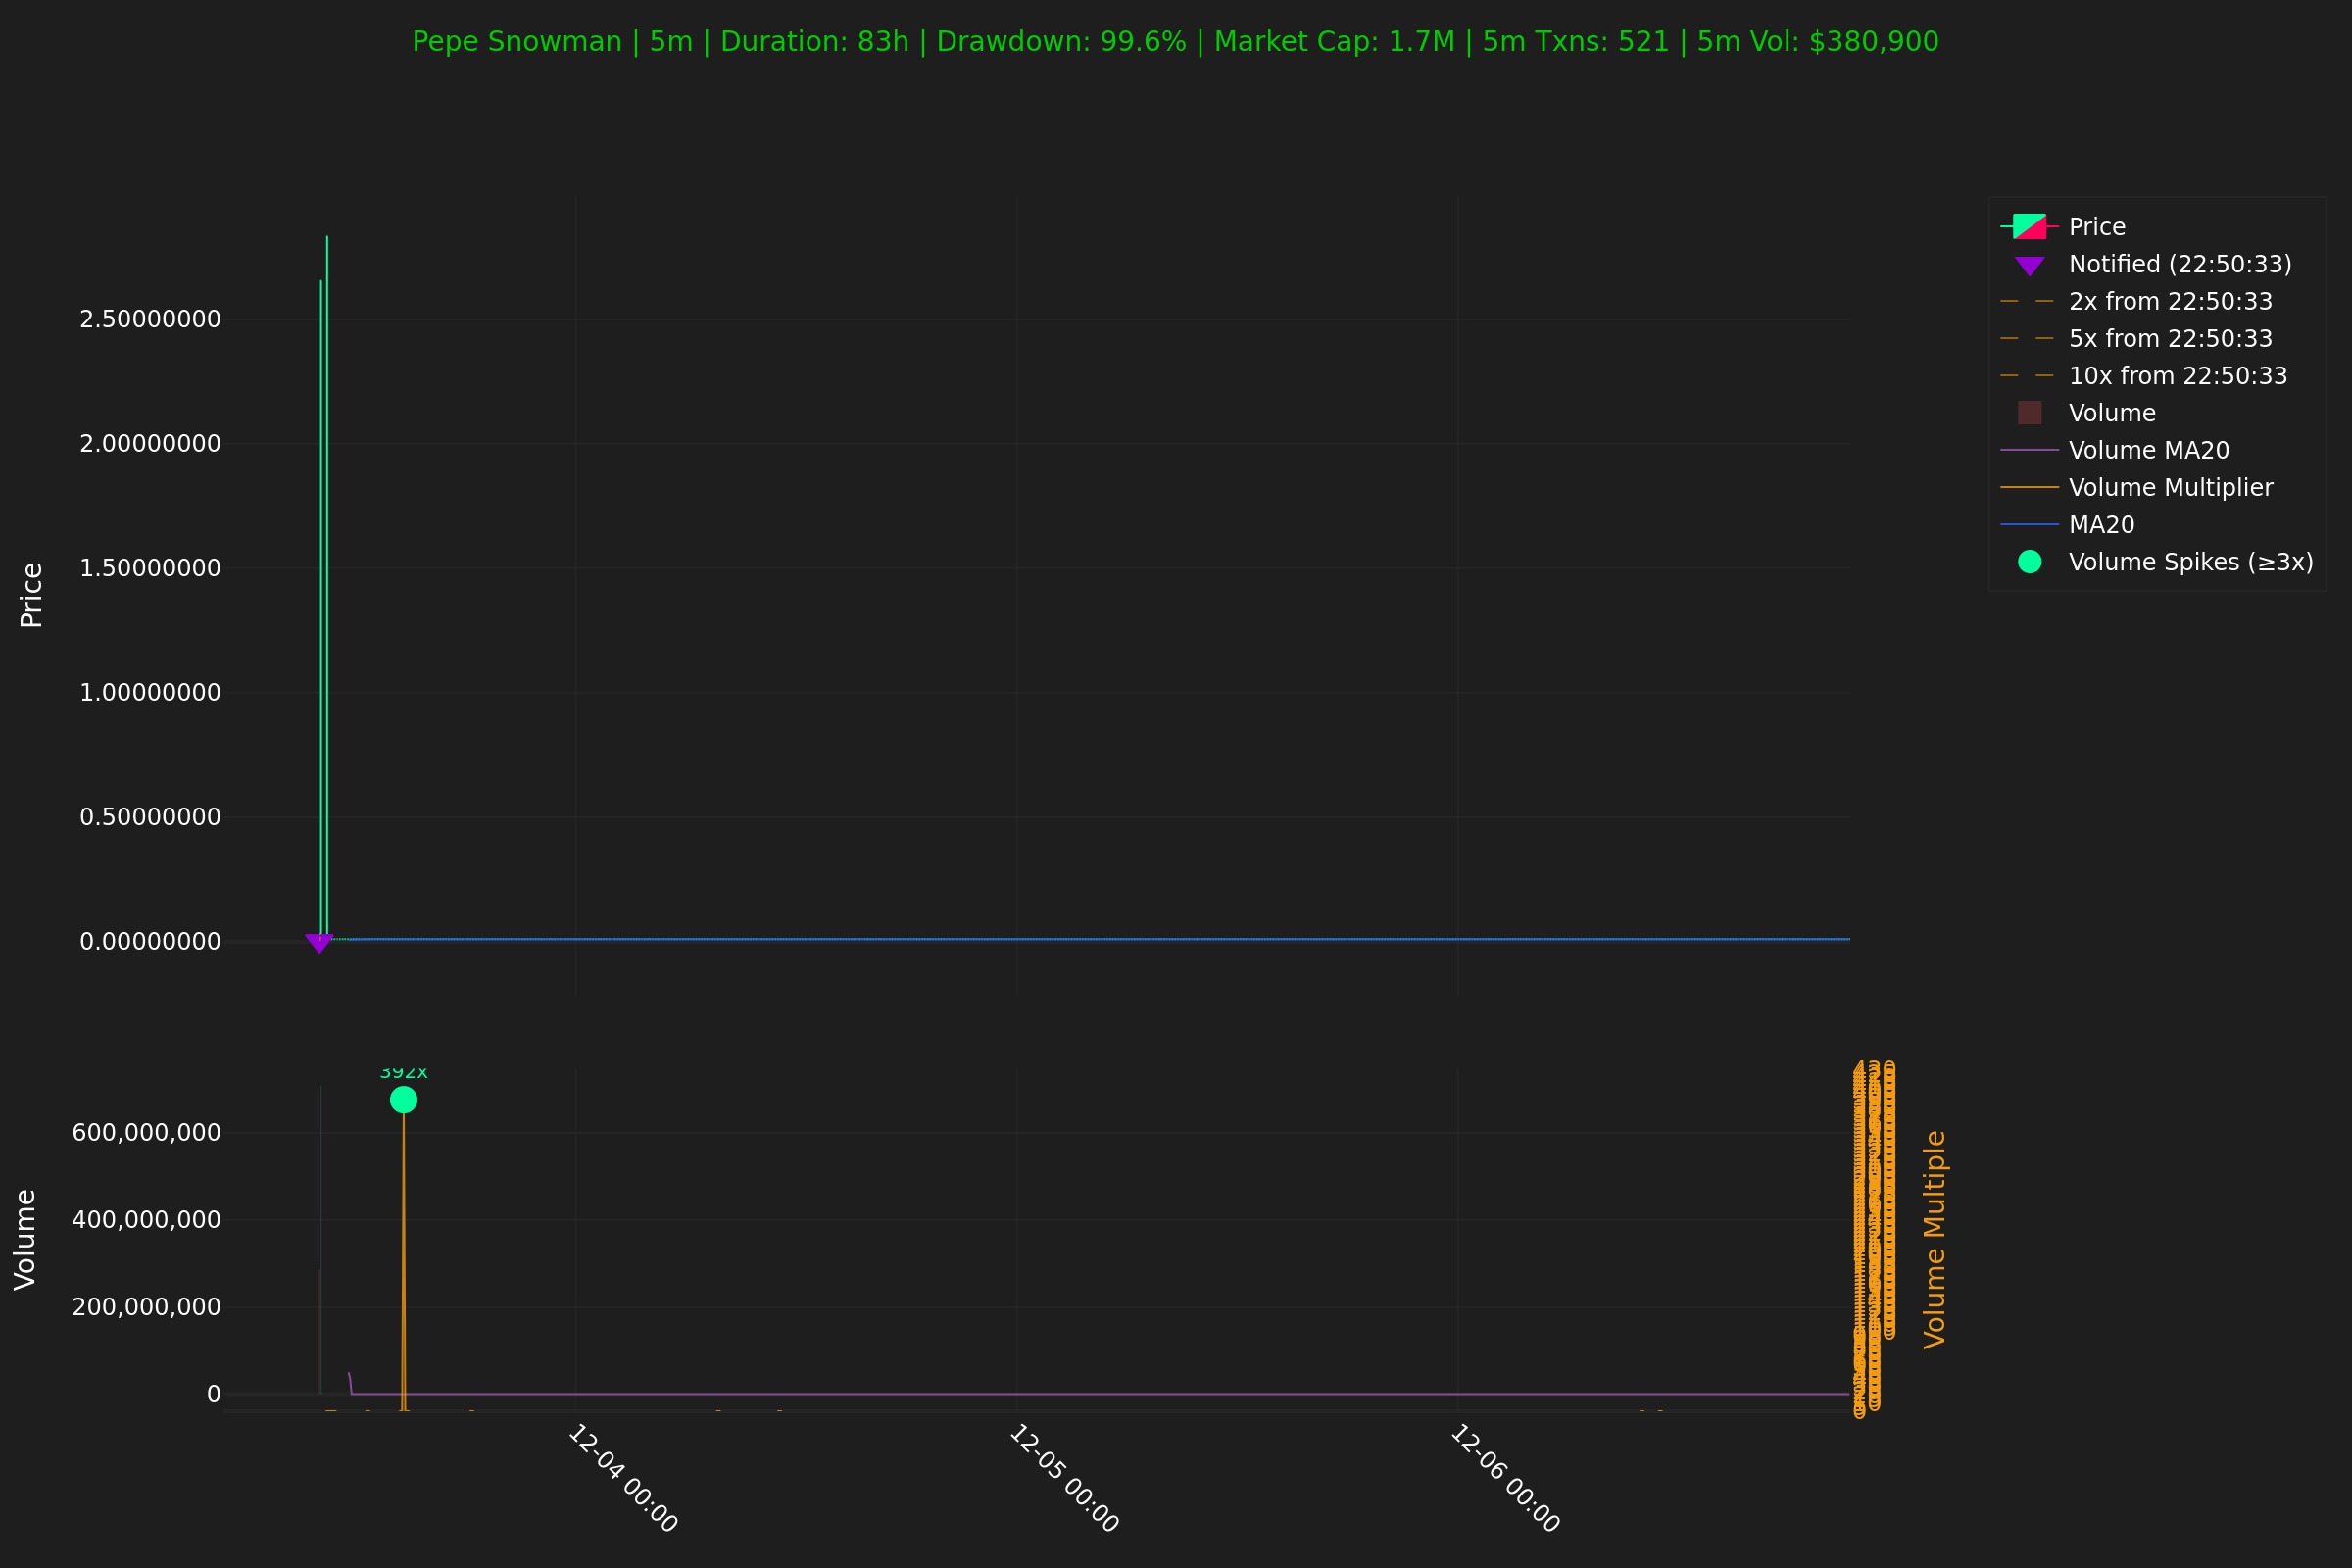 Pepe Snowman | 5m | Duration: 83h | Drawdown: 99.6% | Market Cap: 1.7M | 5m Txns: 521 | 5m Vol: $380,900
Price
2.50000000
2.00000000
1.50000000
1.00000000
0.50000000
0.00000000
Price
Notified (22:50:33)
2x from 22:50:33
5x from 22:50:33
10x from 22:50:33
Volume
Volume MA20
Volume Multiplier
MA20
Volume Spikes (≥3x)
392x
Volume
600,000,000
400,000,000
200,000,000
0
Volume Multiple
12-04 00:00
12-05 00:00
12-06 00:00